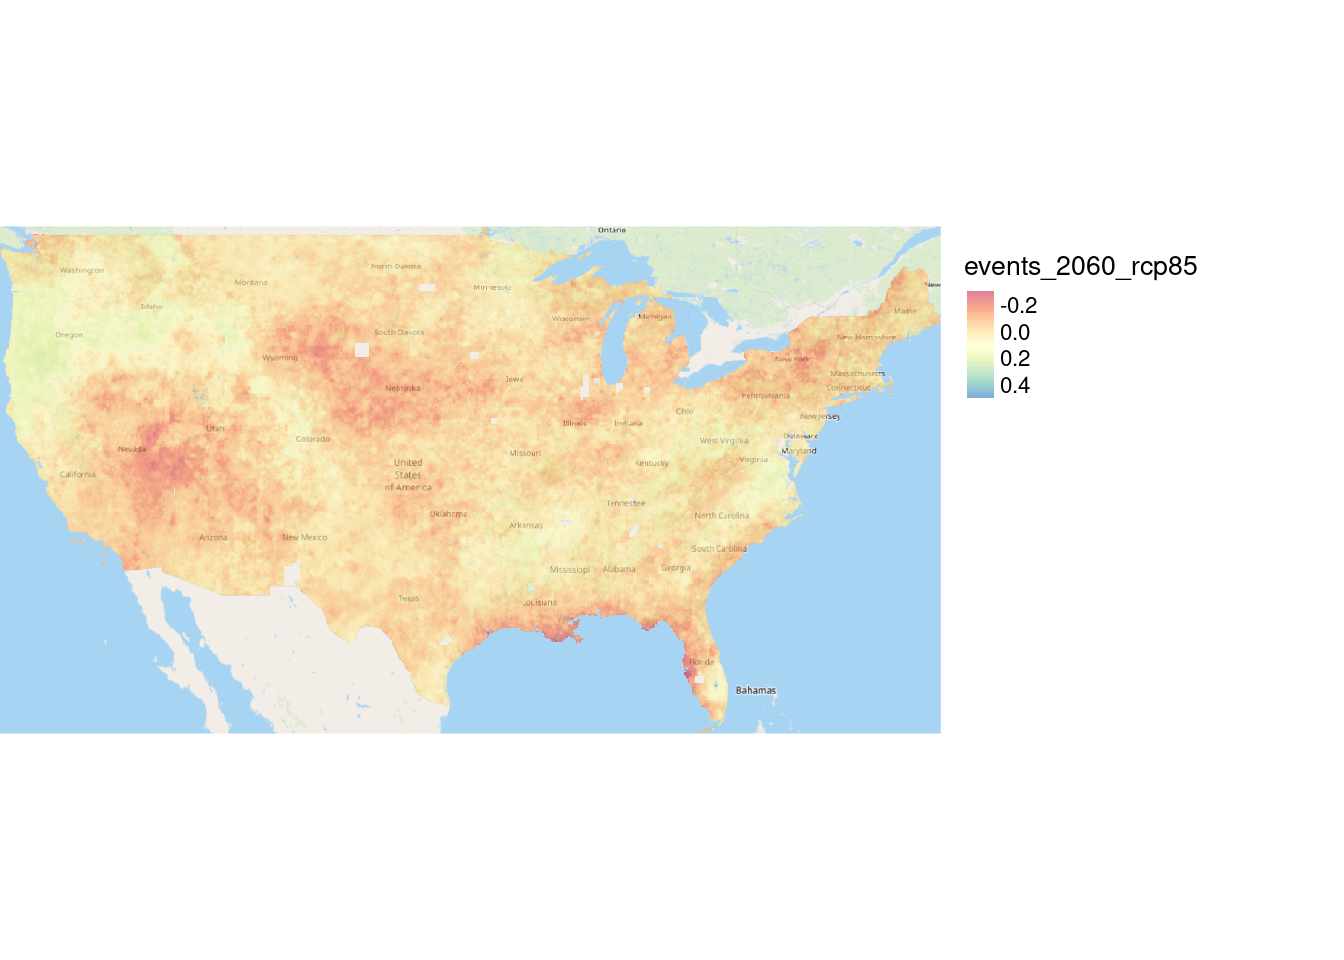 Ontario
Washington
North Dakota
Montana
Minnesota
New
Idaho
Maine
Wisconsin
Michigan
Oregon
South Dakota
New Hampshire
Wyoming
New York
Massachusetts
Iowa
Nebraska
Connecticut
Pennsylvania
Ohio
New Jersey
Illinois
Indiana
Utah
Delaware
Colorado
West Virginia
Nevada
Maryland
Missouri
Virginia
United
States
of America
Kentucky
California
Tennessee
Oklahoma
North Carolina
Arkansas
Arizona
New Mexico
South Carolina
Mississippi
Alabama
Georgia
Texas
Louisiana
Florida
Bahamas
events_2060_rcp85
-0.2
0.0
0.2
0.4